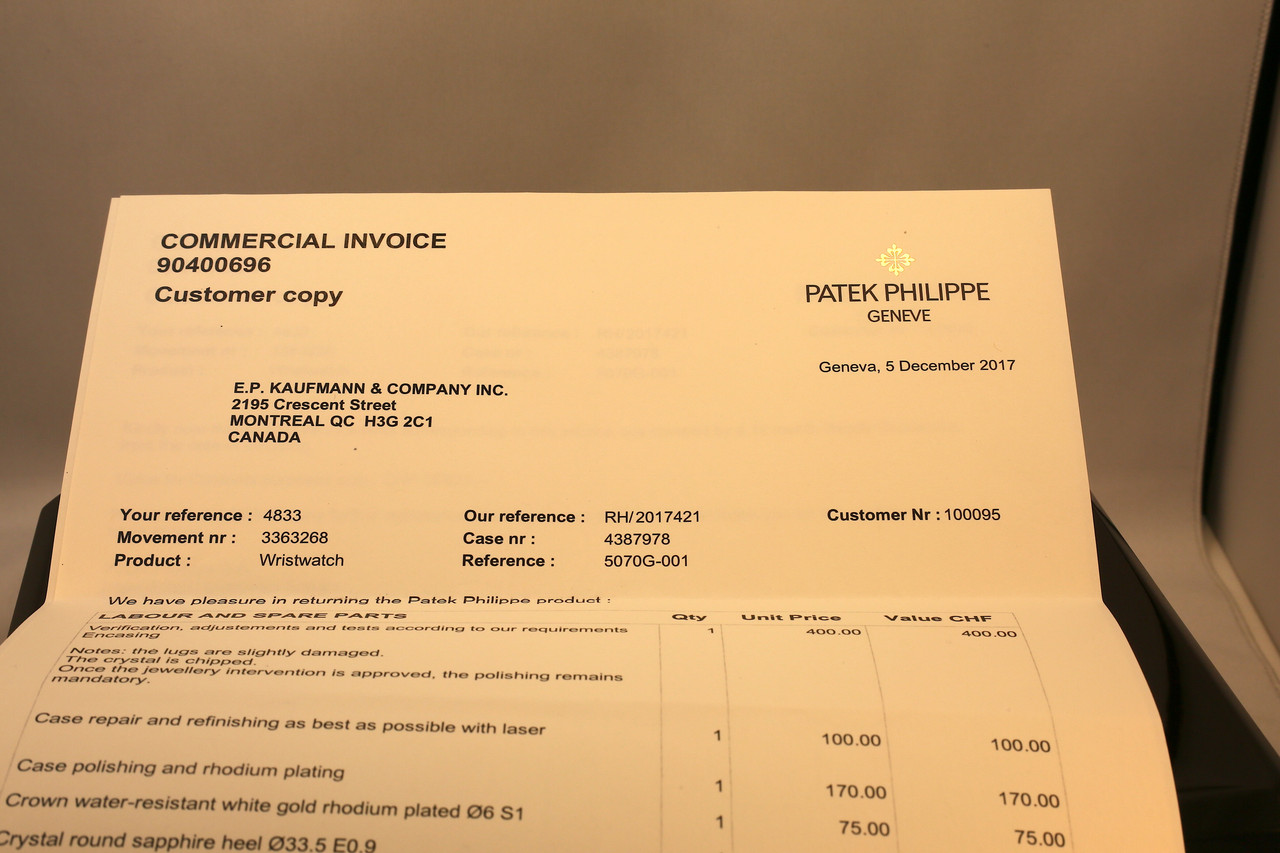 COMMERCIAL INVOICE
90400696
Customer copy
PATEK PHILIPPE
GENEVE
Geneva, 5 December 2017
E.P. KAUFMANN & COMPANY INC.
2195 Crescent Street
MONTREAL QC H3G 2C1
CANADA
Your reference : 4833 Our reference : RH/2017421 Customer Nr : 100095
Movement nr : 3363268 Case nr : 4387978
Product : Wristwatch Reference : 5070G-001
We have pleasure in returning the Patek Philippe product :
LABOUR AND SPARE PARTS Qty Unit Price Value CHF
Verification, adjustements and tests according to our requirements 1 400.00 400.00
Encasing
Notes: the lugs are slightly damaged.
The crystal is chipped.
Once the jewellery intervention is approved, the polishing remains
mandatory.
Case repair and refinishing as best as possible with laser 1 100.00 100.00
Case polishing and rhodium plating 1 170.00 170.00
Crown water-resistant white gold rhodium plated Ø6 S1 1 75.00 75.00
Crystal round sapphire heel Ø33.5 E0.9